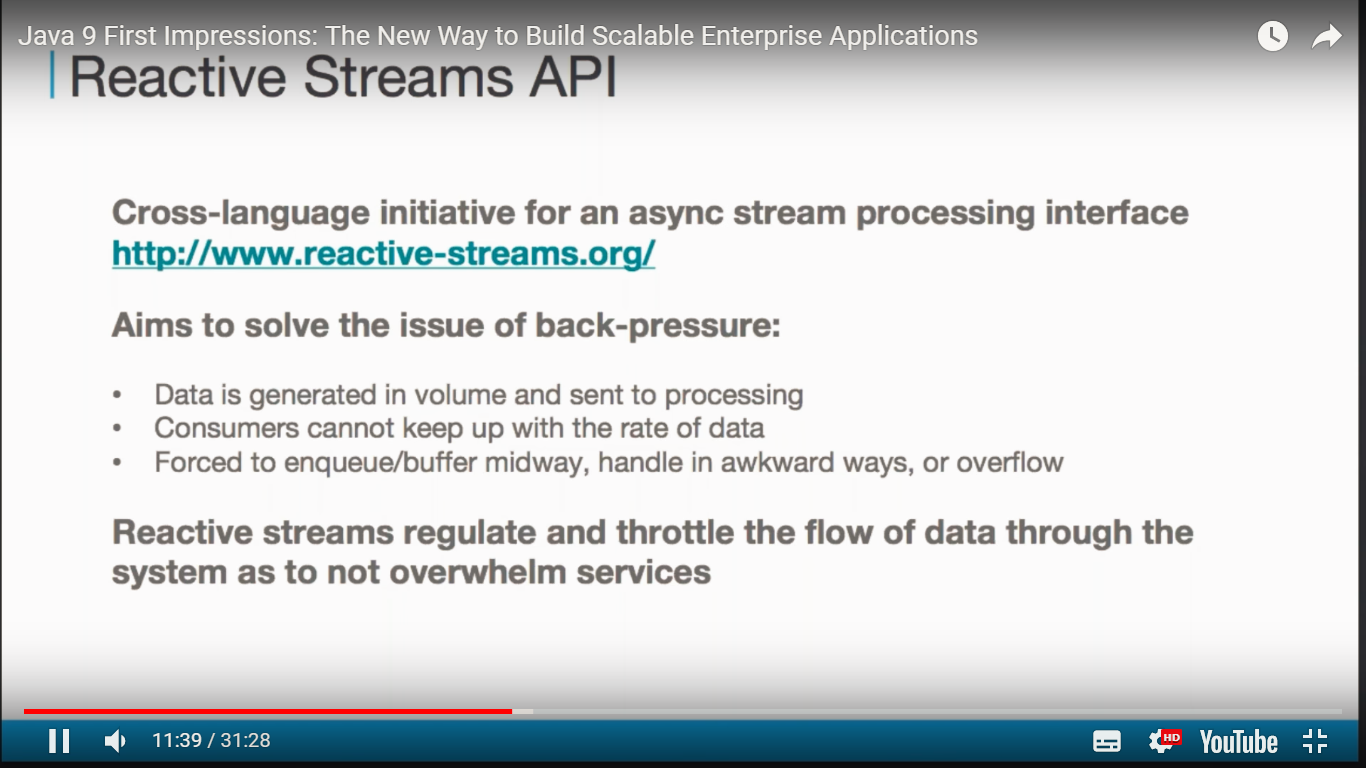 Java 9 First Impressions: The New Way to Build Scalable Enterprise Applications
Reactive Streams API
Cross-language initiative for an async stream processing interface
http://www.reactive-streams.org/
Aims to solve the issue of back-pressure:
• Data is generated in volume and sent to processing
• Consumers cannot keep up with the rate of data
• Forced to enqueue/buffer midway, handle in awkward ways, or overflow
Reactive streams regulate and throttle the flow of data through the
system as to not overwhelm services
11:39 / 31:28
HD
YouTube